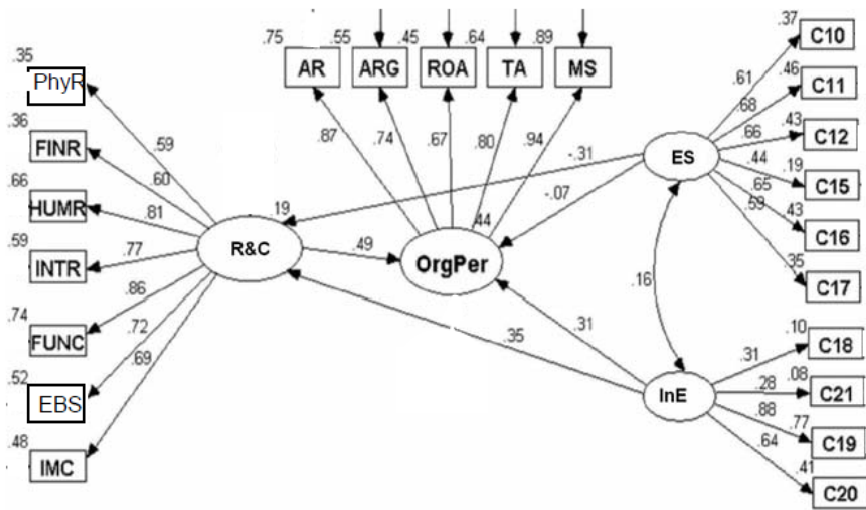 .75 .55 .45 .64 .89
AR ARG ROA TA MS
.87 .74 .67 .80 .94
.35
PhyR
.59
.36
FINR
.60
.66
HUMR
.81
.59
INTR
.77
.74
FUNC
.86
.52
EBS
.72
.48
IMC
.69
.19
R&C
.49
.44
OrgPer
-.31
-.07
ES
.16
.31
.35
InE
.37
C10
.61
.46
C11
.68
.43
C12
.66
.19
C15
.44
.43
C16
.65
.35
C17
.59
.10
C18
.31
.08
C21
.28
.77
C19
.88
.41
C20
.64